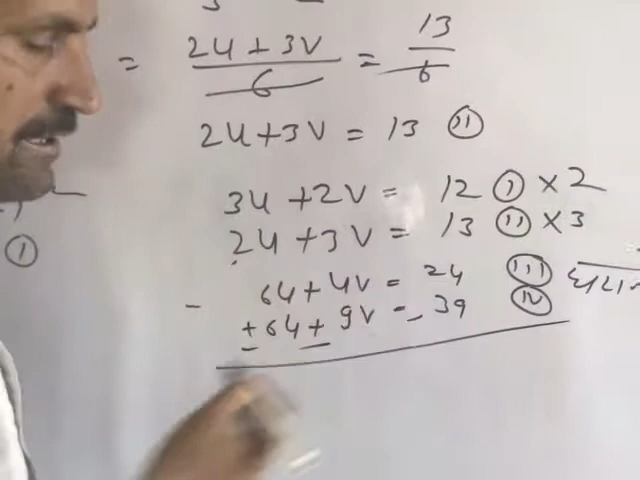 = 2u + 3v / 6 = 13 / 6
2u + 3v = 13 (ii)
3u + 2v = 12 (i) × 2
2u + 3v = 13 (ii) × 3
(i)
6u + 4v = 24 (iii)
- ± 6u ± 9v = - 39 (iv)